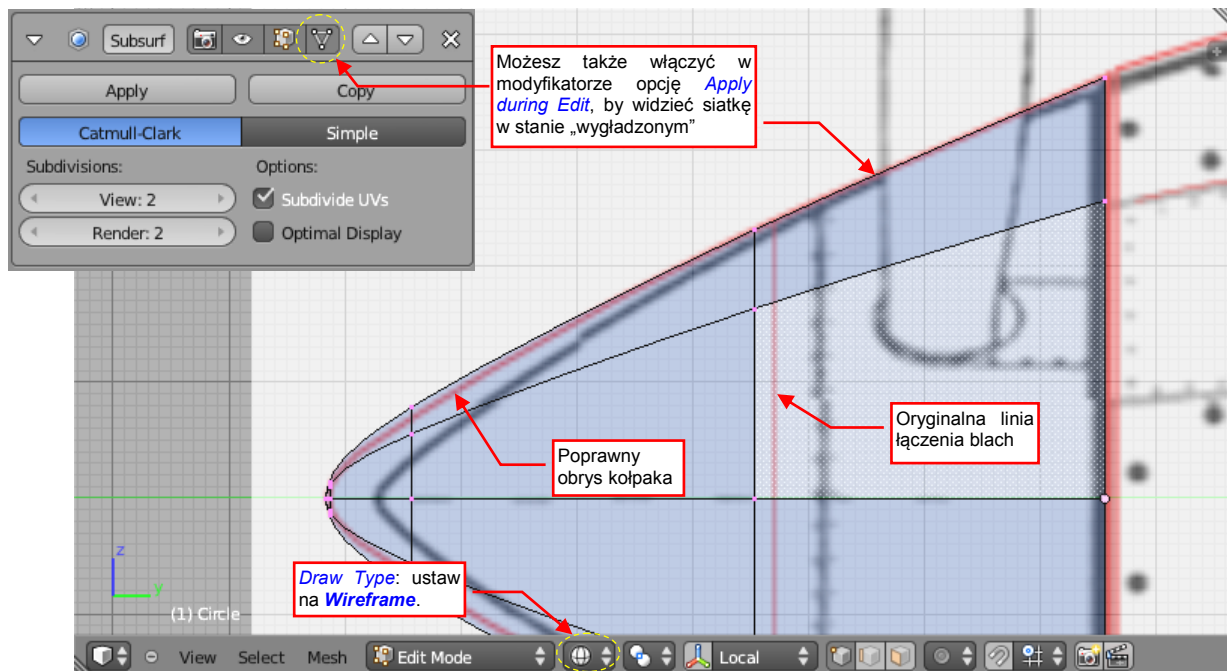 Subsurf
Apply
Copy
Catmull-Clark
Simple
Subdivisions:
Options:
View: 2
Subdivide UVs
Render: 2
Optimal Display
Możesz także włączyć w
modyfikatorze opcję Apply
during Edit, by widzieć siatkę
w stanie „wygładzonym”
Oryginalna linia
łączenia blach
Poprawny
obrys kołpaka
Draw Type: ustaw
na Wireframe.
z
y
(1) Circle
View
Select
Mesh
Edit Mode
Local